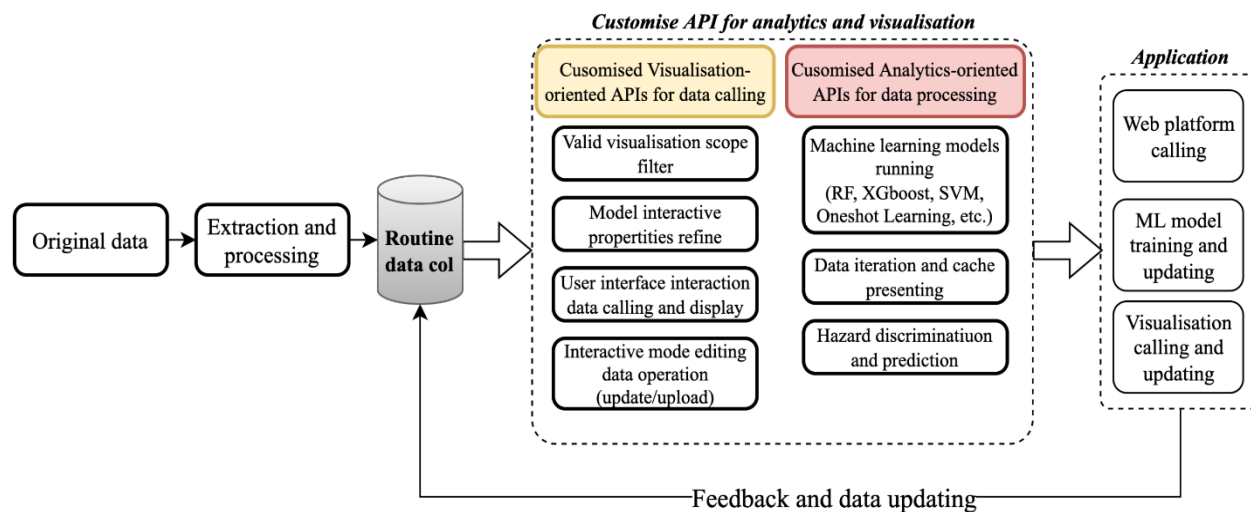 Customise API for analytics and visualisation
Application
Cusomised Visualisation-
oriented APIs for data calling
Cusomised Analytics-oriented
APIs for data processing
Valid visualisation scope
filter
Model interactive
propertities refine
User interface interaction
data calling and display
Interactive mode editing
data operation
(update/upload)
Machine learning models
running
(RF, XGboost, SVM,
Oneshot Learning, etc.)
Data iteration and cache
presenting
Hazard discriminatiuon
and prediction
Web platform
calling
ML model
training and
updating
Visualisation
calling and
updating
Original data
Extraction and
processing
Routine
data col
Feedback and data updating